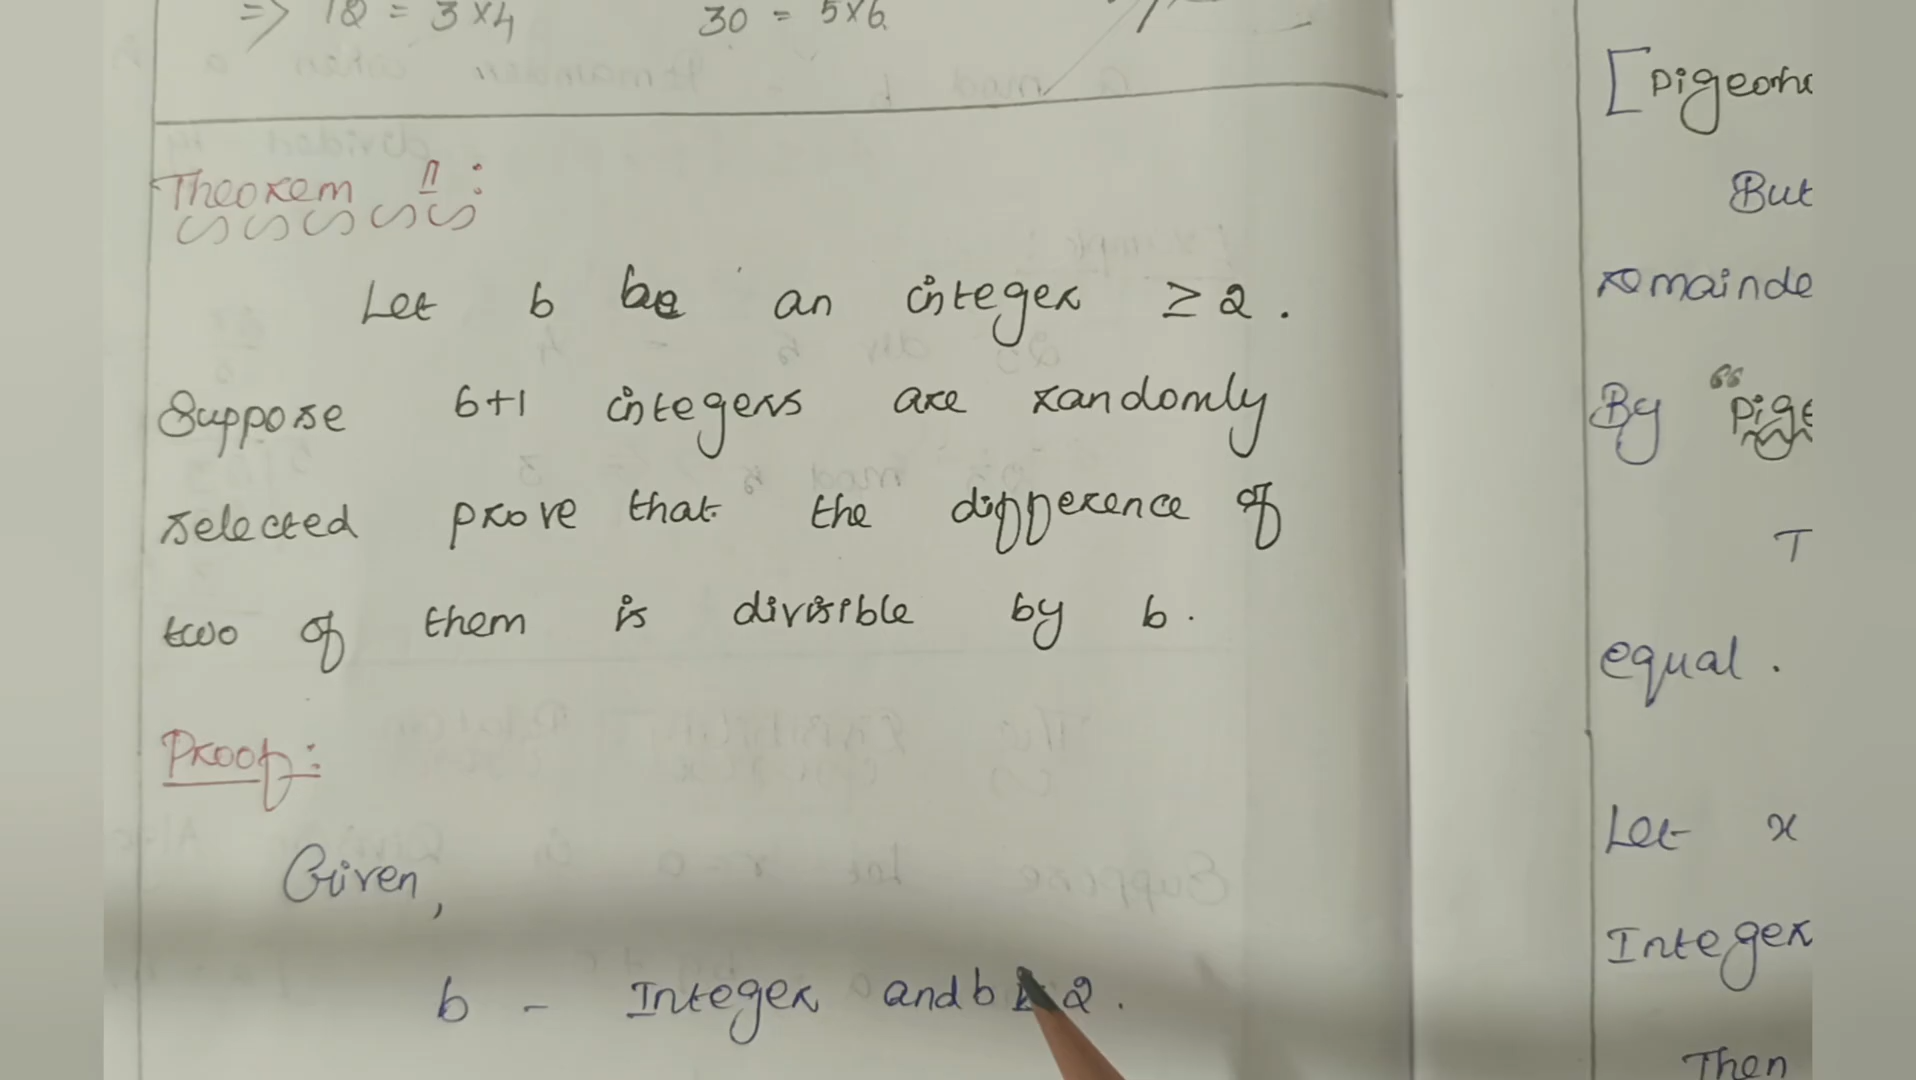 => 12 = 3×4 30 = 5×6
Theorem II:
Let b be an integer ≥ 2.
Suppose b+1 integers are randomly
selected prove that the difference of
two of them is divisible by b.
Proof:
Given,
b - Integer and b ≥ 2.
[Pigeonh
But
remainde
By "Pige
T
equal.
Let x
Integer
Then